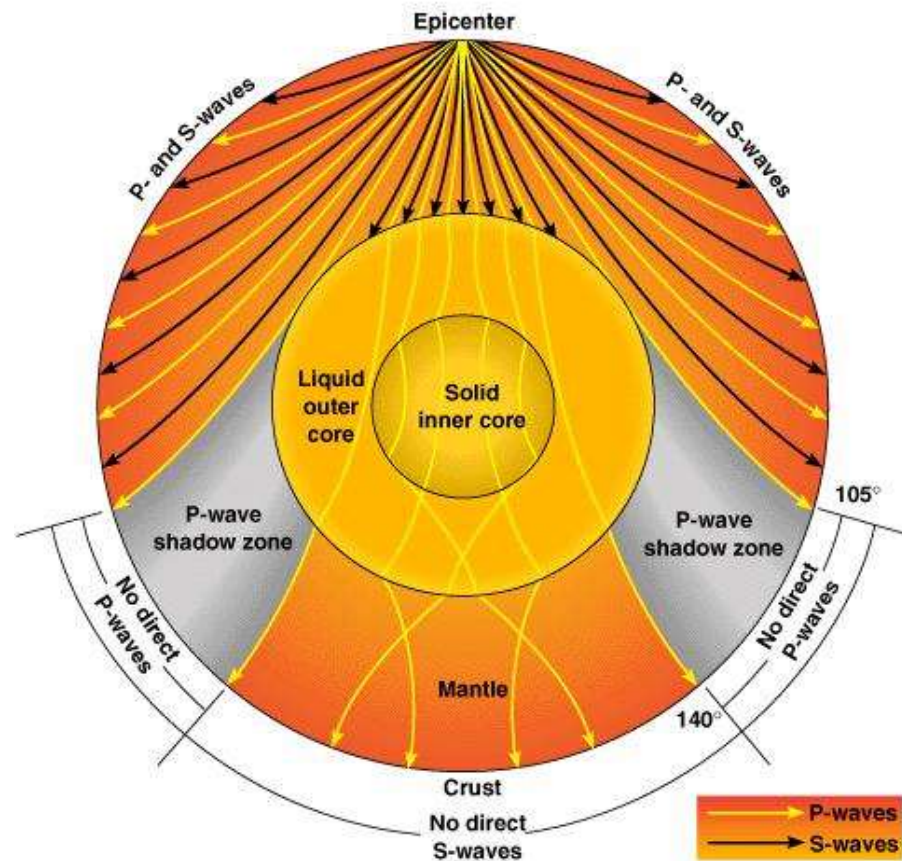 Epicenter
P- and S-waves
P- and S-waves
Liquid
outer
core
Solid
inner core
P-wave
shadow zone
P-wave
shadow zone
105°
No direct
P-waves
No direct
P-waves
Mantle
140°
Crust
No direct
S-waves
P-waves
S-waves